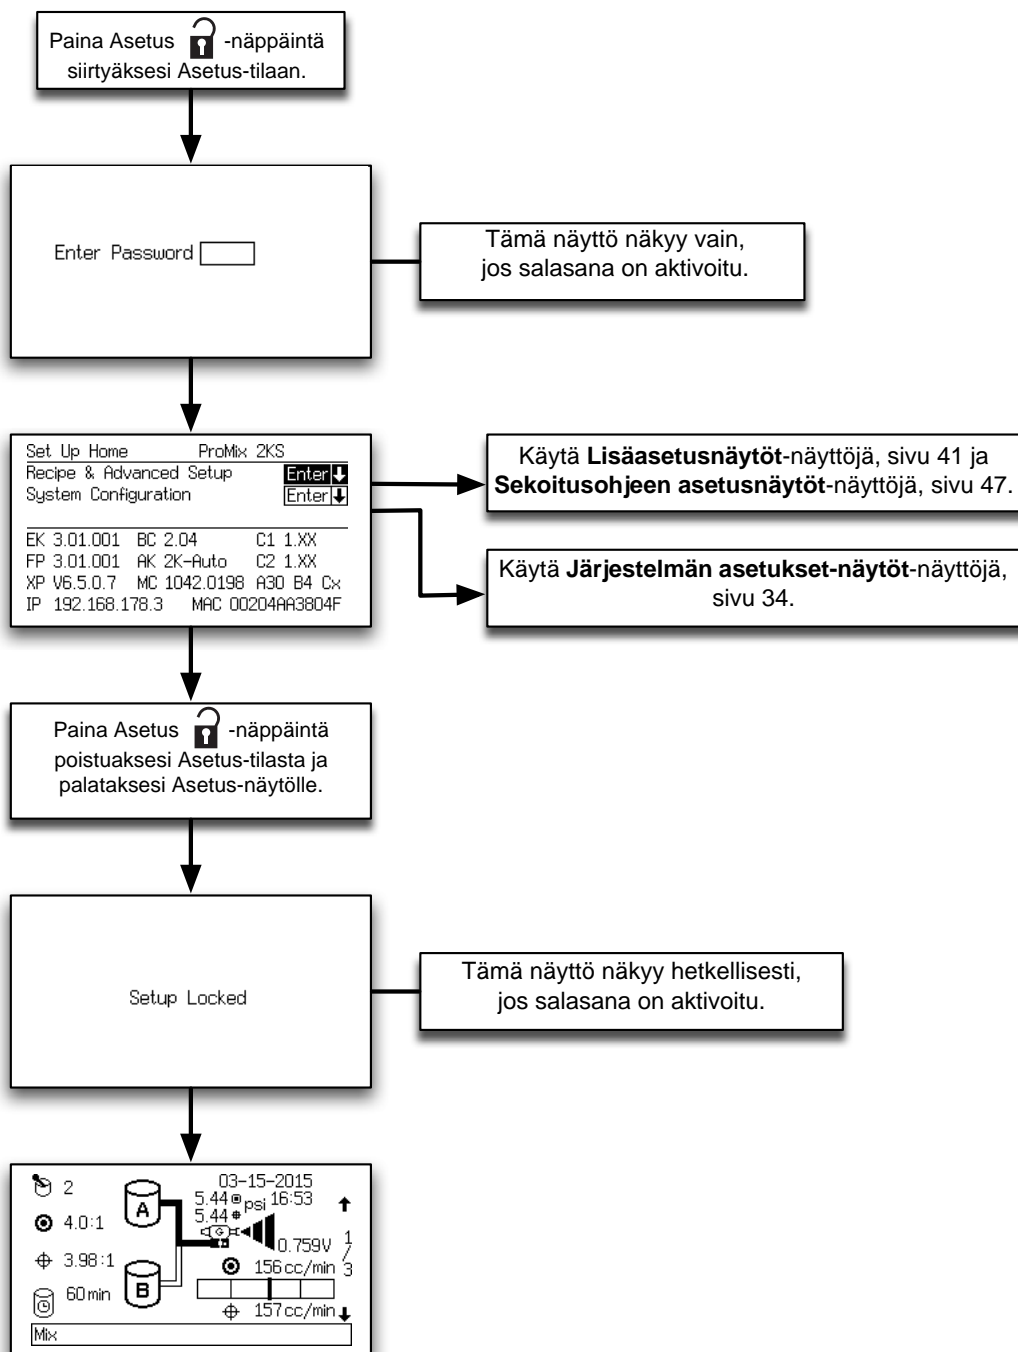 Paina Asetus -näppäintä
siirtyäksesi Asetus-tilaan.
Enter Password
Tämä näyttö näkyy vain,
jos salasana on aktivoitu.
Set Up Home ProMix 2KS
Recipe & Advanced Setup Enter
System Configuration Enter
EK 3.01.001 BC 2.04 C1 1.XX
FP 3.01.001 AK 2K-Auto C2 1.XX
XP V6.5.0.7 MC 1042.0198 A30 B4 Cx
IP 192.168.178.3 MAC 00204AA3804F
Käytä Lisäasetusnäytöt-näyttöjä, sivu 41 ja
Sekoitusohjeen asetusnäytöt-näyttöjä, sivu 47.
Käytä Järjestelmän asetukset-näytöt-näyttöjä,
sivu 34.
Paina Asetus -näppäintä
poistuaksesi Asetus-tilasta ja
palataksesi Asetus-näytölle.
Setup Locked
Tämä näyttö näkyy hetkellisesti,
jos salasana on aktivoitu.
03-15-2015
2 A 5.44 psi 16:53
5.44
4.0:1 G
0.759V 1/3
3.98:1 156cc/min
60min B
157cc/min
Mix